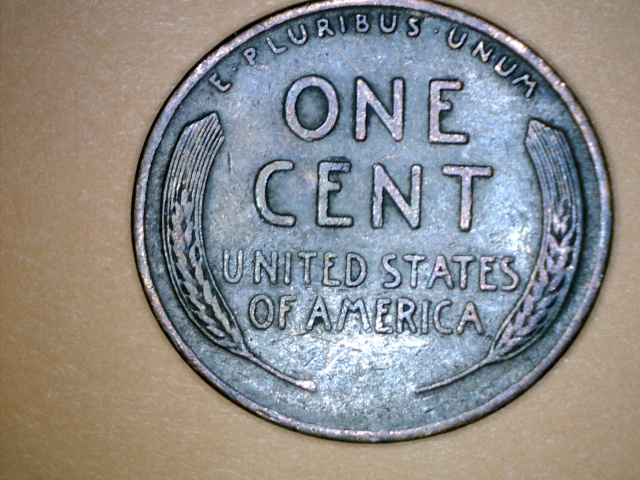 E·PLURIBUS·UNUM
ONE
CENT
UNITED STATES
OF AMERICA